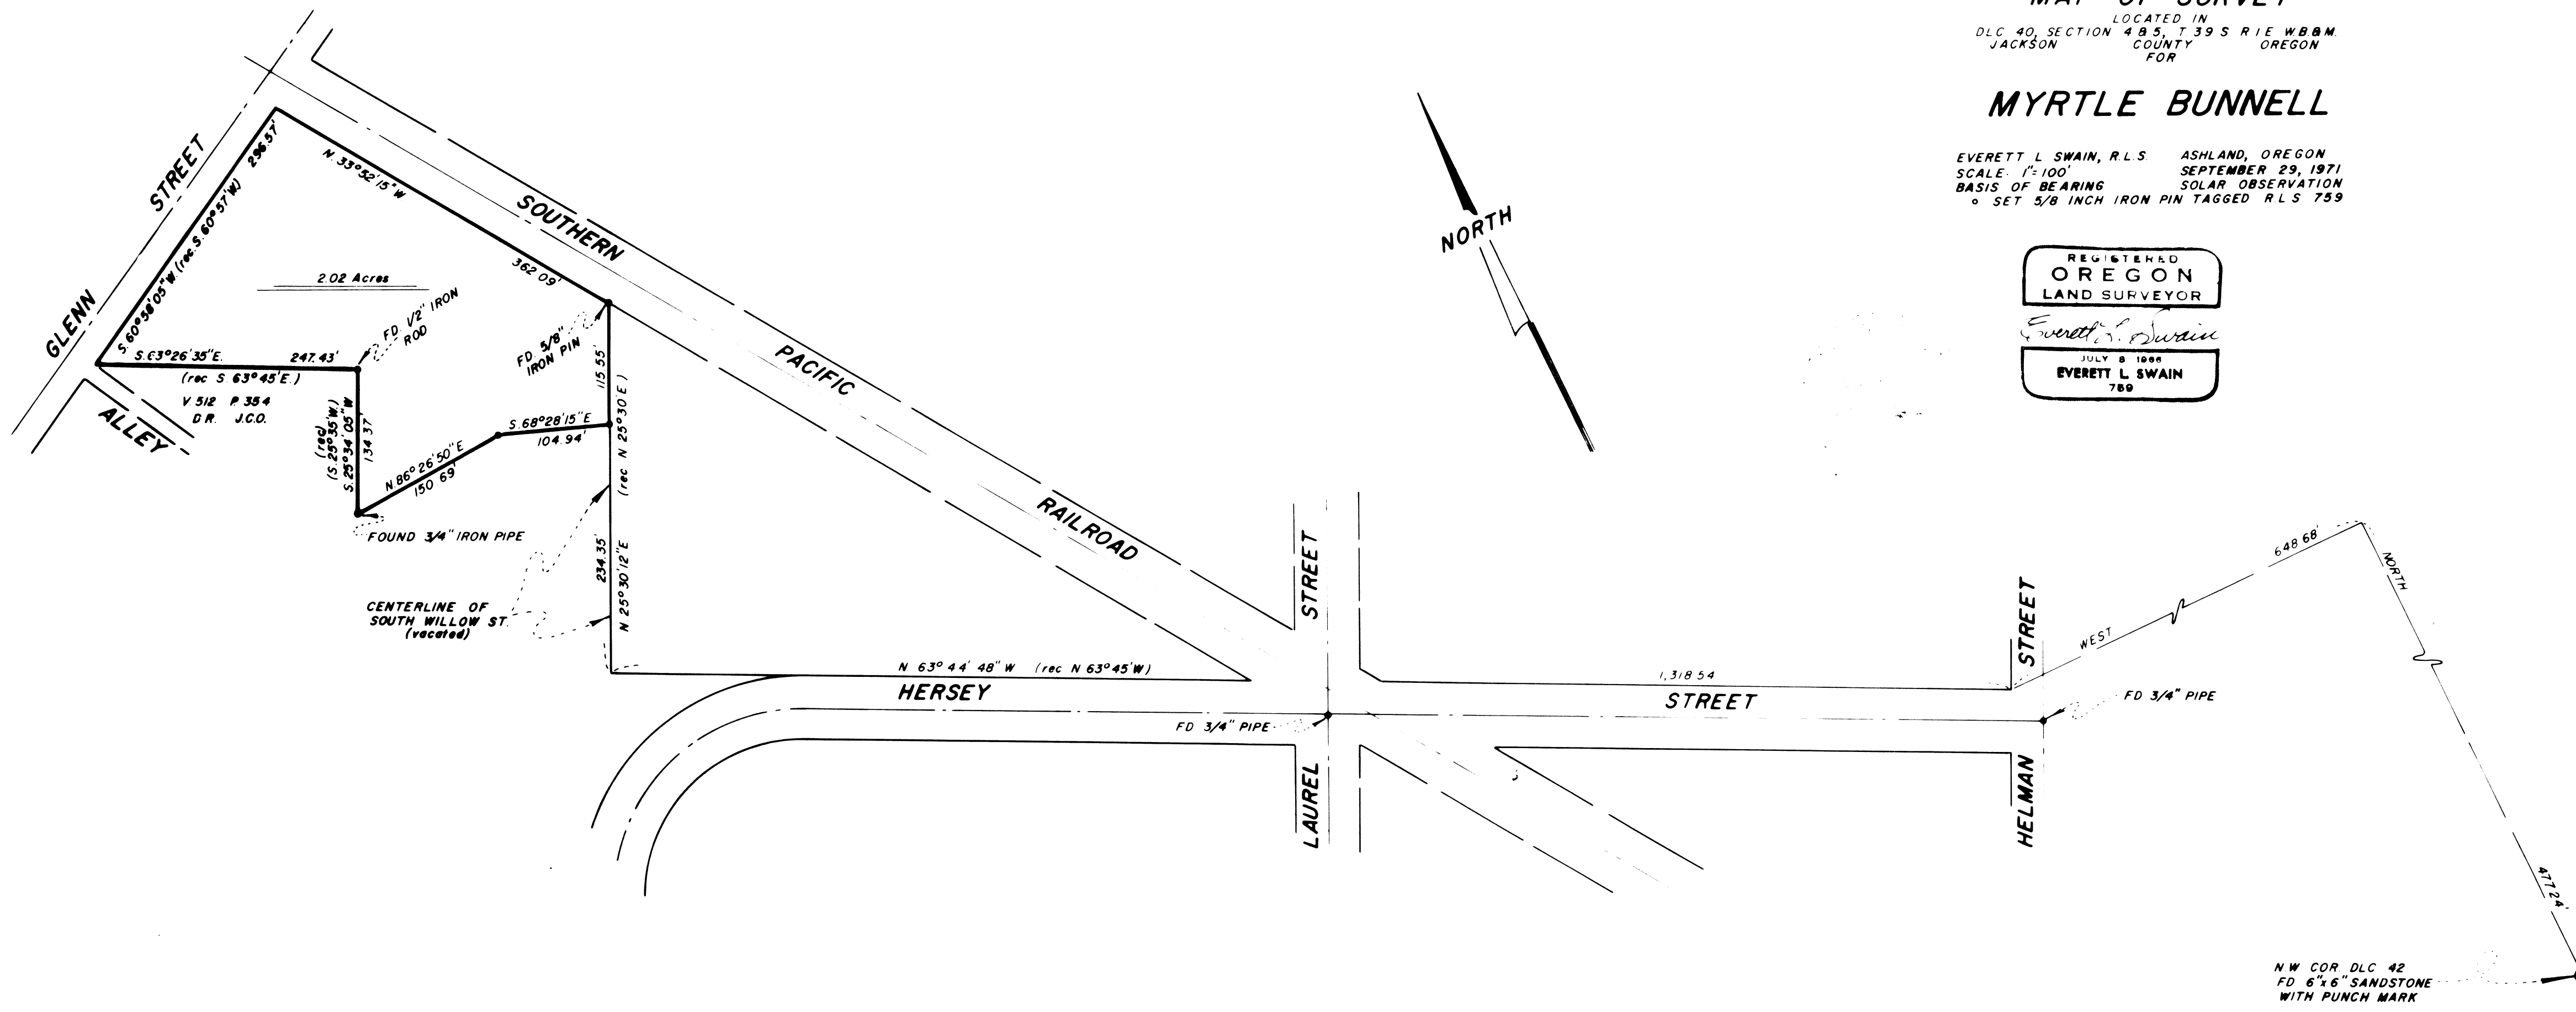 MAP OF SURVEY
LOCATED IN
DLC 40, SECTION 4 & 5, T 39 S R 1 E W.B.&M.
JACKSON COUNTY OREGON
FOR
MYRTLE BUNNELL
EVERETT L SWAIN, R.L.S. ASHLAND, OREGON
SCALE 1"=100' SEPTEMBER 29, 1971
BASIS OF BEARING SOLAR OBSERVATION
o SET 5/8 INCH IRON PIN TAGGED R L S 759
REGISTERED
OREGON
LAND SURVEYOR
Everett L. Swain
JULY 8 1966
EVERETT L SWAIN
759
NORTH
GLENN STREET
S.60°58'05"W.(rec.S.60°57'W) 296.57'
N. 33°52'15"W
362 09'
2.02 Acres
FD. 1/2" IRON
ROD
FD 5/8"
IRON PIN
S.63°26'35"E. 247.43'
(rec S. 63°45'E.)
V 512 P. 354
D R. J.C.O.
ALLEY
(rec)
(S.25°35'W.)
S.25°34'05"W
134 37'
N.86°26'50"E
150 69'
S.68°28'15"E
104.94'
115 55'
(rec N 25°30'E)
FOUND 3/4" IRON PIPE
234.35'
N 25°30'12"E
CENTERLINE OF
SOUTH WILLOW ST.
(vacated)
SOUTHERN PACIFIC RAILROAD
N 63°44' 48" W (rec N 63°45'W)
HERSEY STREET
1,318 54
FD 3/4" PIPE
LAUREL STREET
HELMAN STREET
FD 3/4" PIPE
WEST
648 68'
NORTH
477 24'
N.W COR. DLC 42
FD 6"x 6" SANDSTONE
WITH PUNCH MARK